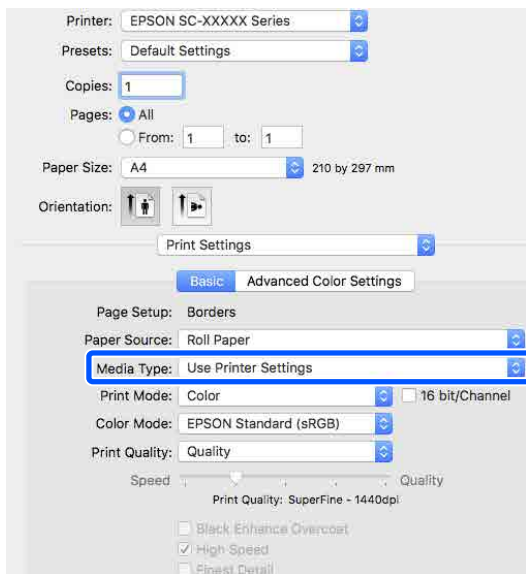 Printer: EPSON SC-XXXXX Series
Presets: Default Settings
Copies: 1
Pages: All
From: 1 to: 1
Paper Size: A4 210 by 297 mm
Orientation:
Print Settings
Basic Advanced Color Settings
Page Setup: Borders
Paper Source: Roll Paper
Media Type: Use Printer Settings
Print Mode: Color 16 bit/Channel
Color Mode: EPSON Standard (sRGB)
Print Quality: Quality
Speed Quality
Print Quality: SuperFine - 1440dpi
Black Enhance Overcoat
High Speed
Finest Detail